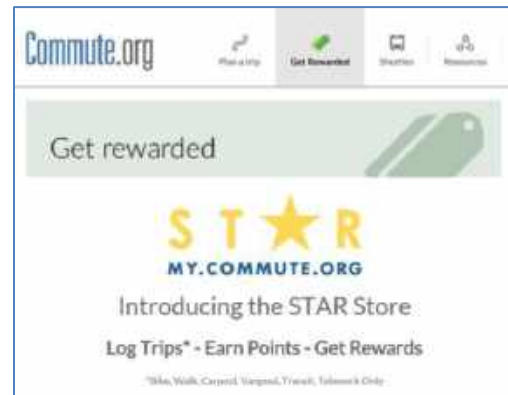 Commute.org
Plan a trip Get Rewarded Shuttles Resources
Get rewarded
ST★R
MY.COMMUTE.ORG
Introducing the STAR Store
Log Trips* - Earn Points - Get Rewards
*Bike, Walk, Carpool, Vanpool, Transit, Telework Only